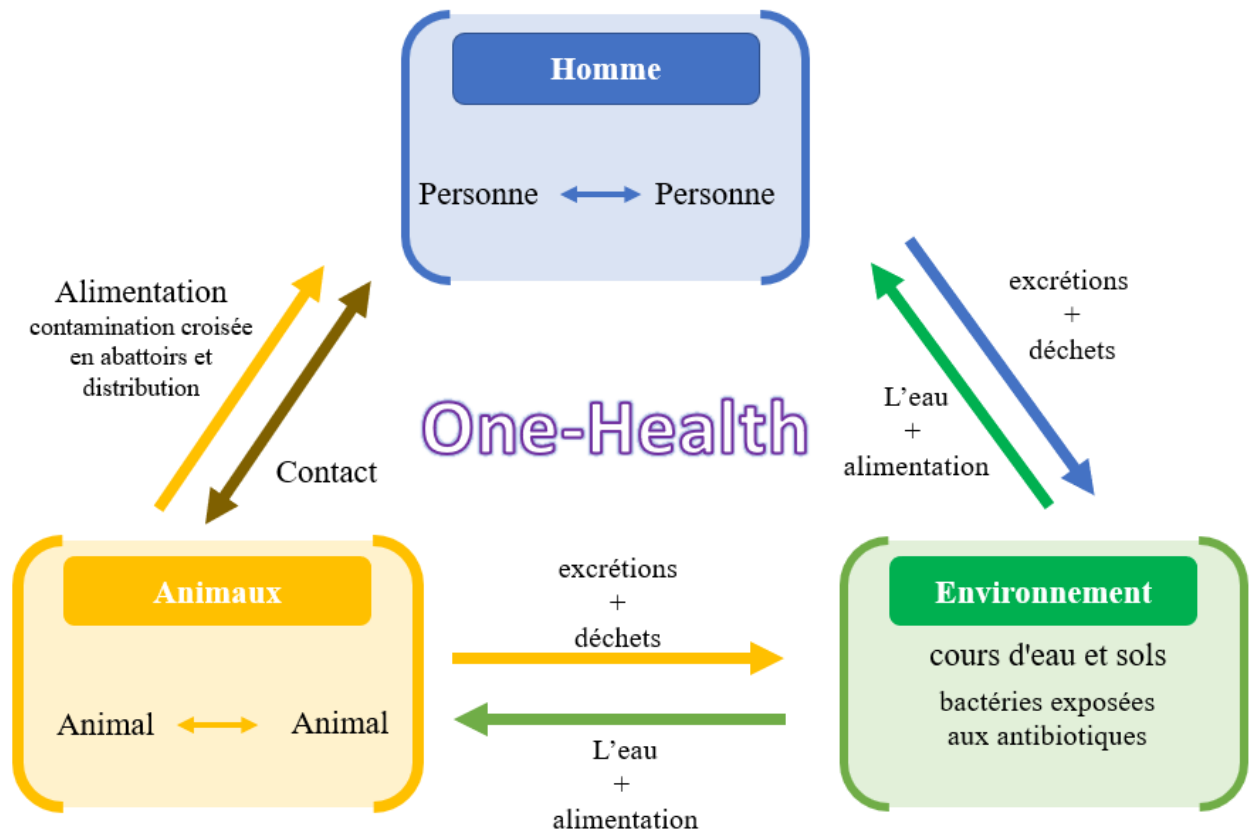 Homme
Personne Personne
Alimentation
contamination croisée
en abattoirs et
distribution
Contact
One-Health
excrétions
+
déchets
L'eau
+
alimentation
Animaux
Animal Animal
excrétions
+
déchets
L'eau
+
alimentation
Environnement
cours d'eau et sols
bactéries exposées
aux antibiotiques